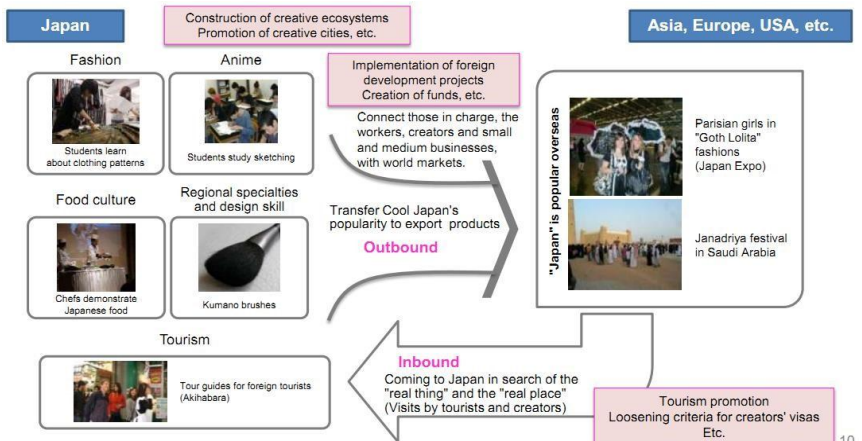 Japan
Construction of creative ecosystems
Promotion of creative cities, etc.
Asia, Europe, USA, etc.
Fashion
Students learn
about clothing patterns
Anime
Students study sketching
Implementation of foreign
development projects
Creation of funds, etc.
Connect those in charge, the
workers, creators and small
and medium businesses,
with world markets.
Food culture
Chefs demonstrate
Japanese food
Regional specialties
and design skill
Kumano brushes
Transfer Cool Japan's
popularity to export products
Outbound
"Japan" is popular overseas
Parisian girls in
"Goth Lolita"
fashions
(Japan Expo)
Janadriya festival
in Saudi Arabia
Tourism
Tour guides for foreign tourists
(Akihabara)
Inbound
Coming to Japan in search of the
"real thing" and the "real place"
(Visits by tourists and creators)
Tourism promotion
Loosening criteria for creators' visas
Etc.